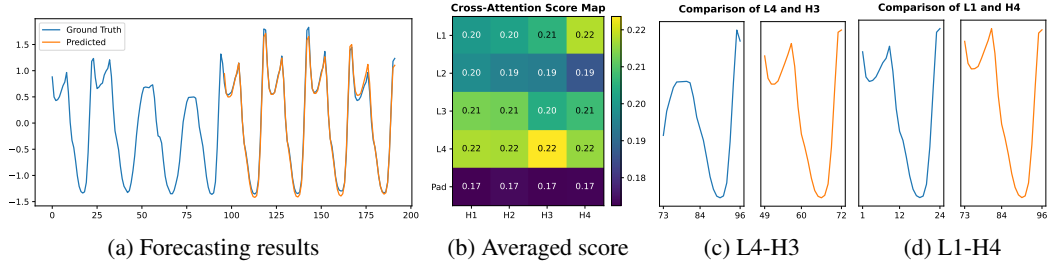 Ground Truth
Predicted
1.5
1.0
0.5
0.0
−0.5
−1.0
−1.5
0 25 50 75 100 125 150 175 200
(a) Forecasting results
Cross-Attention Score Map
L1 0.20 0.20 0.21 0.22
L2 0.20 0.19 0.19 0.19
L3 0.21 0.21 0.20 0.21
L4 0.22 0.22 0.22 0.22
Pad 0.17 0.17 0.17 0.17
H1 H2 H3 H4
0.22
0.21
0.20
0.19
0.18
(b) Averaged score
Comparison of L4 and H3
73 84 96 49 60 72
(c) L4-H3
Comparison of L1 and H4
1 12 24 73 84 96
(d) L1-H4